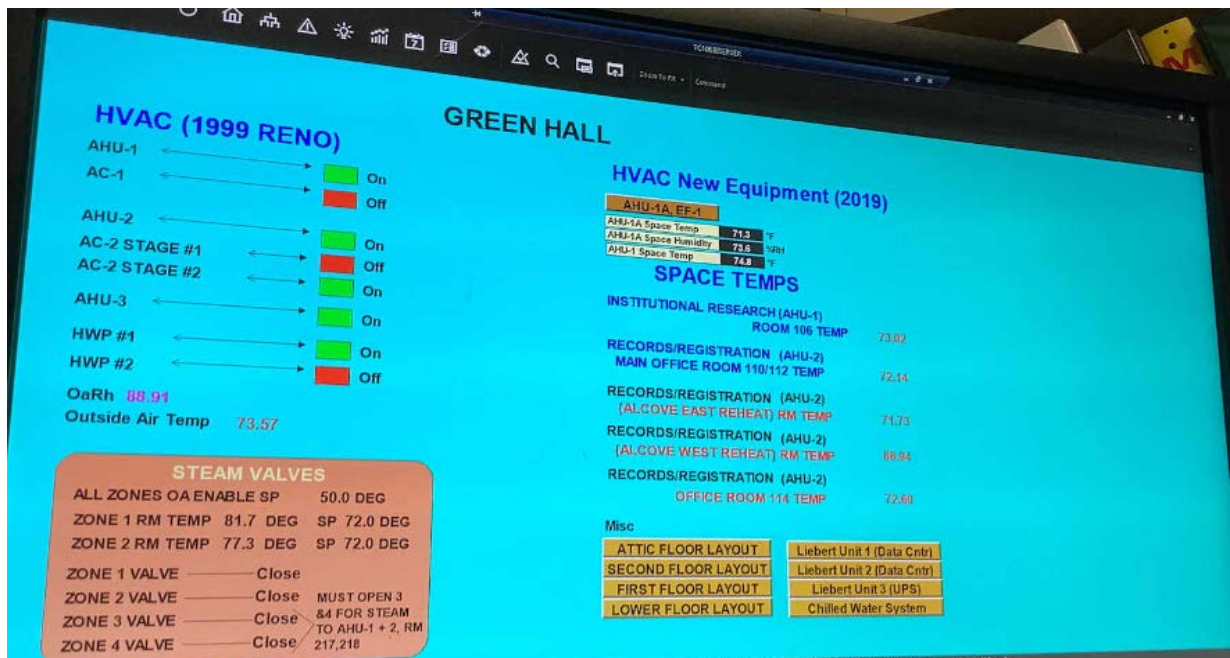 Zoom To Fit
Command
GREEN HALL
HVAC (1999 RENO)
AHU-1
On
AC-1
Off
AHU-2
On
AC-2 STAGE #1
Off
AC-2 STAGE #2
On
AHU-3
On
HWP #1
On
HWP #2
Off
OaRh 88.91
Outside Air Temp 73.57
STEAM VALVES
ALL ZONES OA ENABLE SP 50.0 DEG
ZONE 1 RM TEMP 81.7 DEG SP 72.0 DEG
ZONE 2 RM TEMP 77.3 DEG SP 72.0 DEG
ZONE 1 VALVE Close
ZONE 2 VALVE Close
ZONE 3 VALVE Close
ZONE 4 VALVE Close
MUST OPEN 3
&4 FOR STEAM
TO AHU-1 + 2, RM
217,218
HVAC New Equipment (2019)
AHU-1A, EF-1
AHU-1A Space Temp 71.3 °F
AHU-1A Space Humidity 73.6 %RH
AHU-1 Space Temp 74.8 °F
SPACE TEMPS
INSTITUTIONAL RESEARCH (AHU-1)
ROOM 106 TEMP 73.02
RECORDS/REGISTRATION (AHU-2)
MAIN OFFICE ROOM 110/112 TEMP 72.14
RECORDS/REGISTRATION (AHU-2)
(ALCOVE EAST REHEAT) RM TEMP 71.73
RECORDS/REGISTRATION (AHU-2)
(ALCOVE WEST REHEAT) RM TEMP 68.94
RECORDS/REGISTRATION (AHU-2)
OFFICE ROOM 114 TEMP 72.60
Misc
ATTIC FLOOR LAYOUT
SECOND FLOOR LAYOUT
FIRST FLOOR LAYOUT
LOWER FLOOR LAYOUT
Liebert Unit 1 (Data Cntr)
Liebert Unit 2 (Data Cntr)
Liebert Unit 3 (UPS)
Chilled Water System